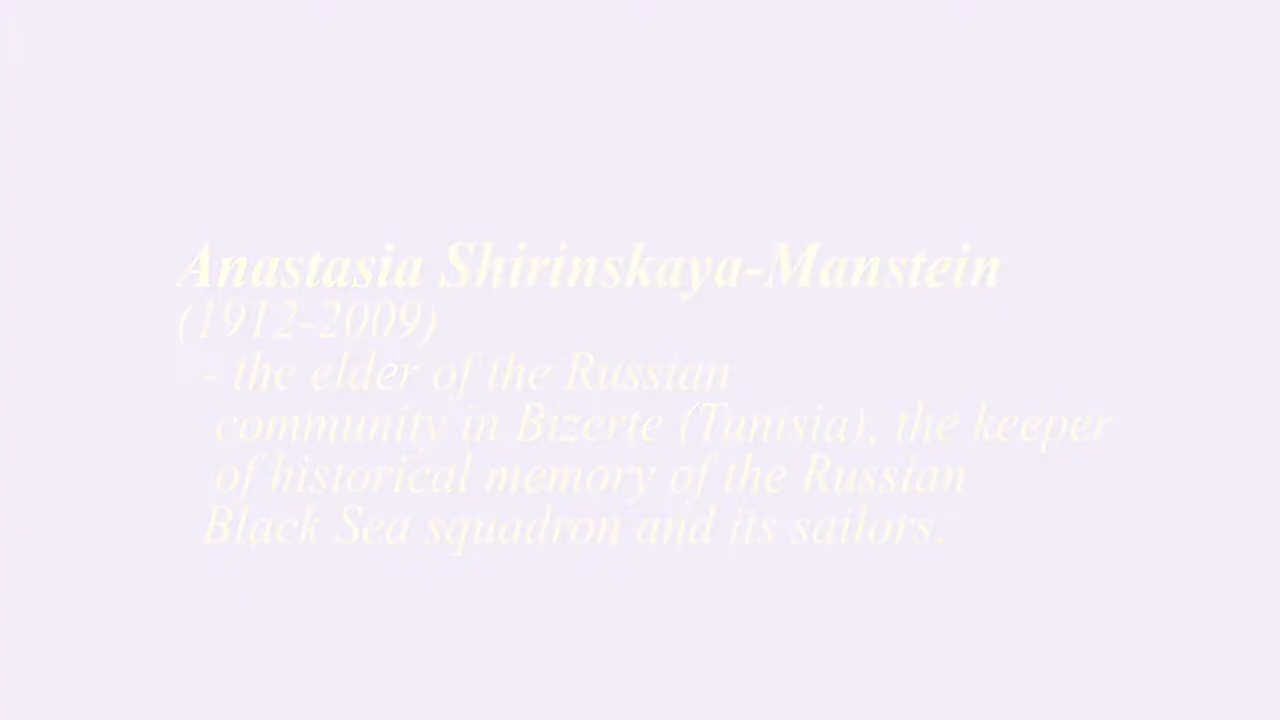 Anastasia Shirinskaya-Manstein
(1912-2009)
- the elder of the Russian
community in Bizerte (Tunisia), the keeper
of historical memory of the Russian
Black Sea squadron and its sailors.